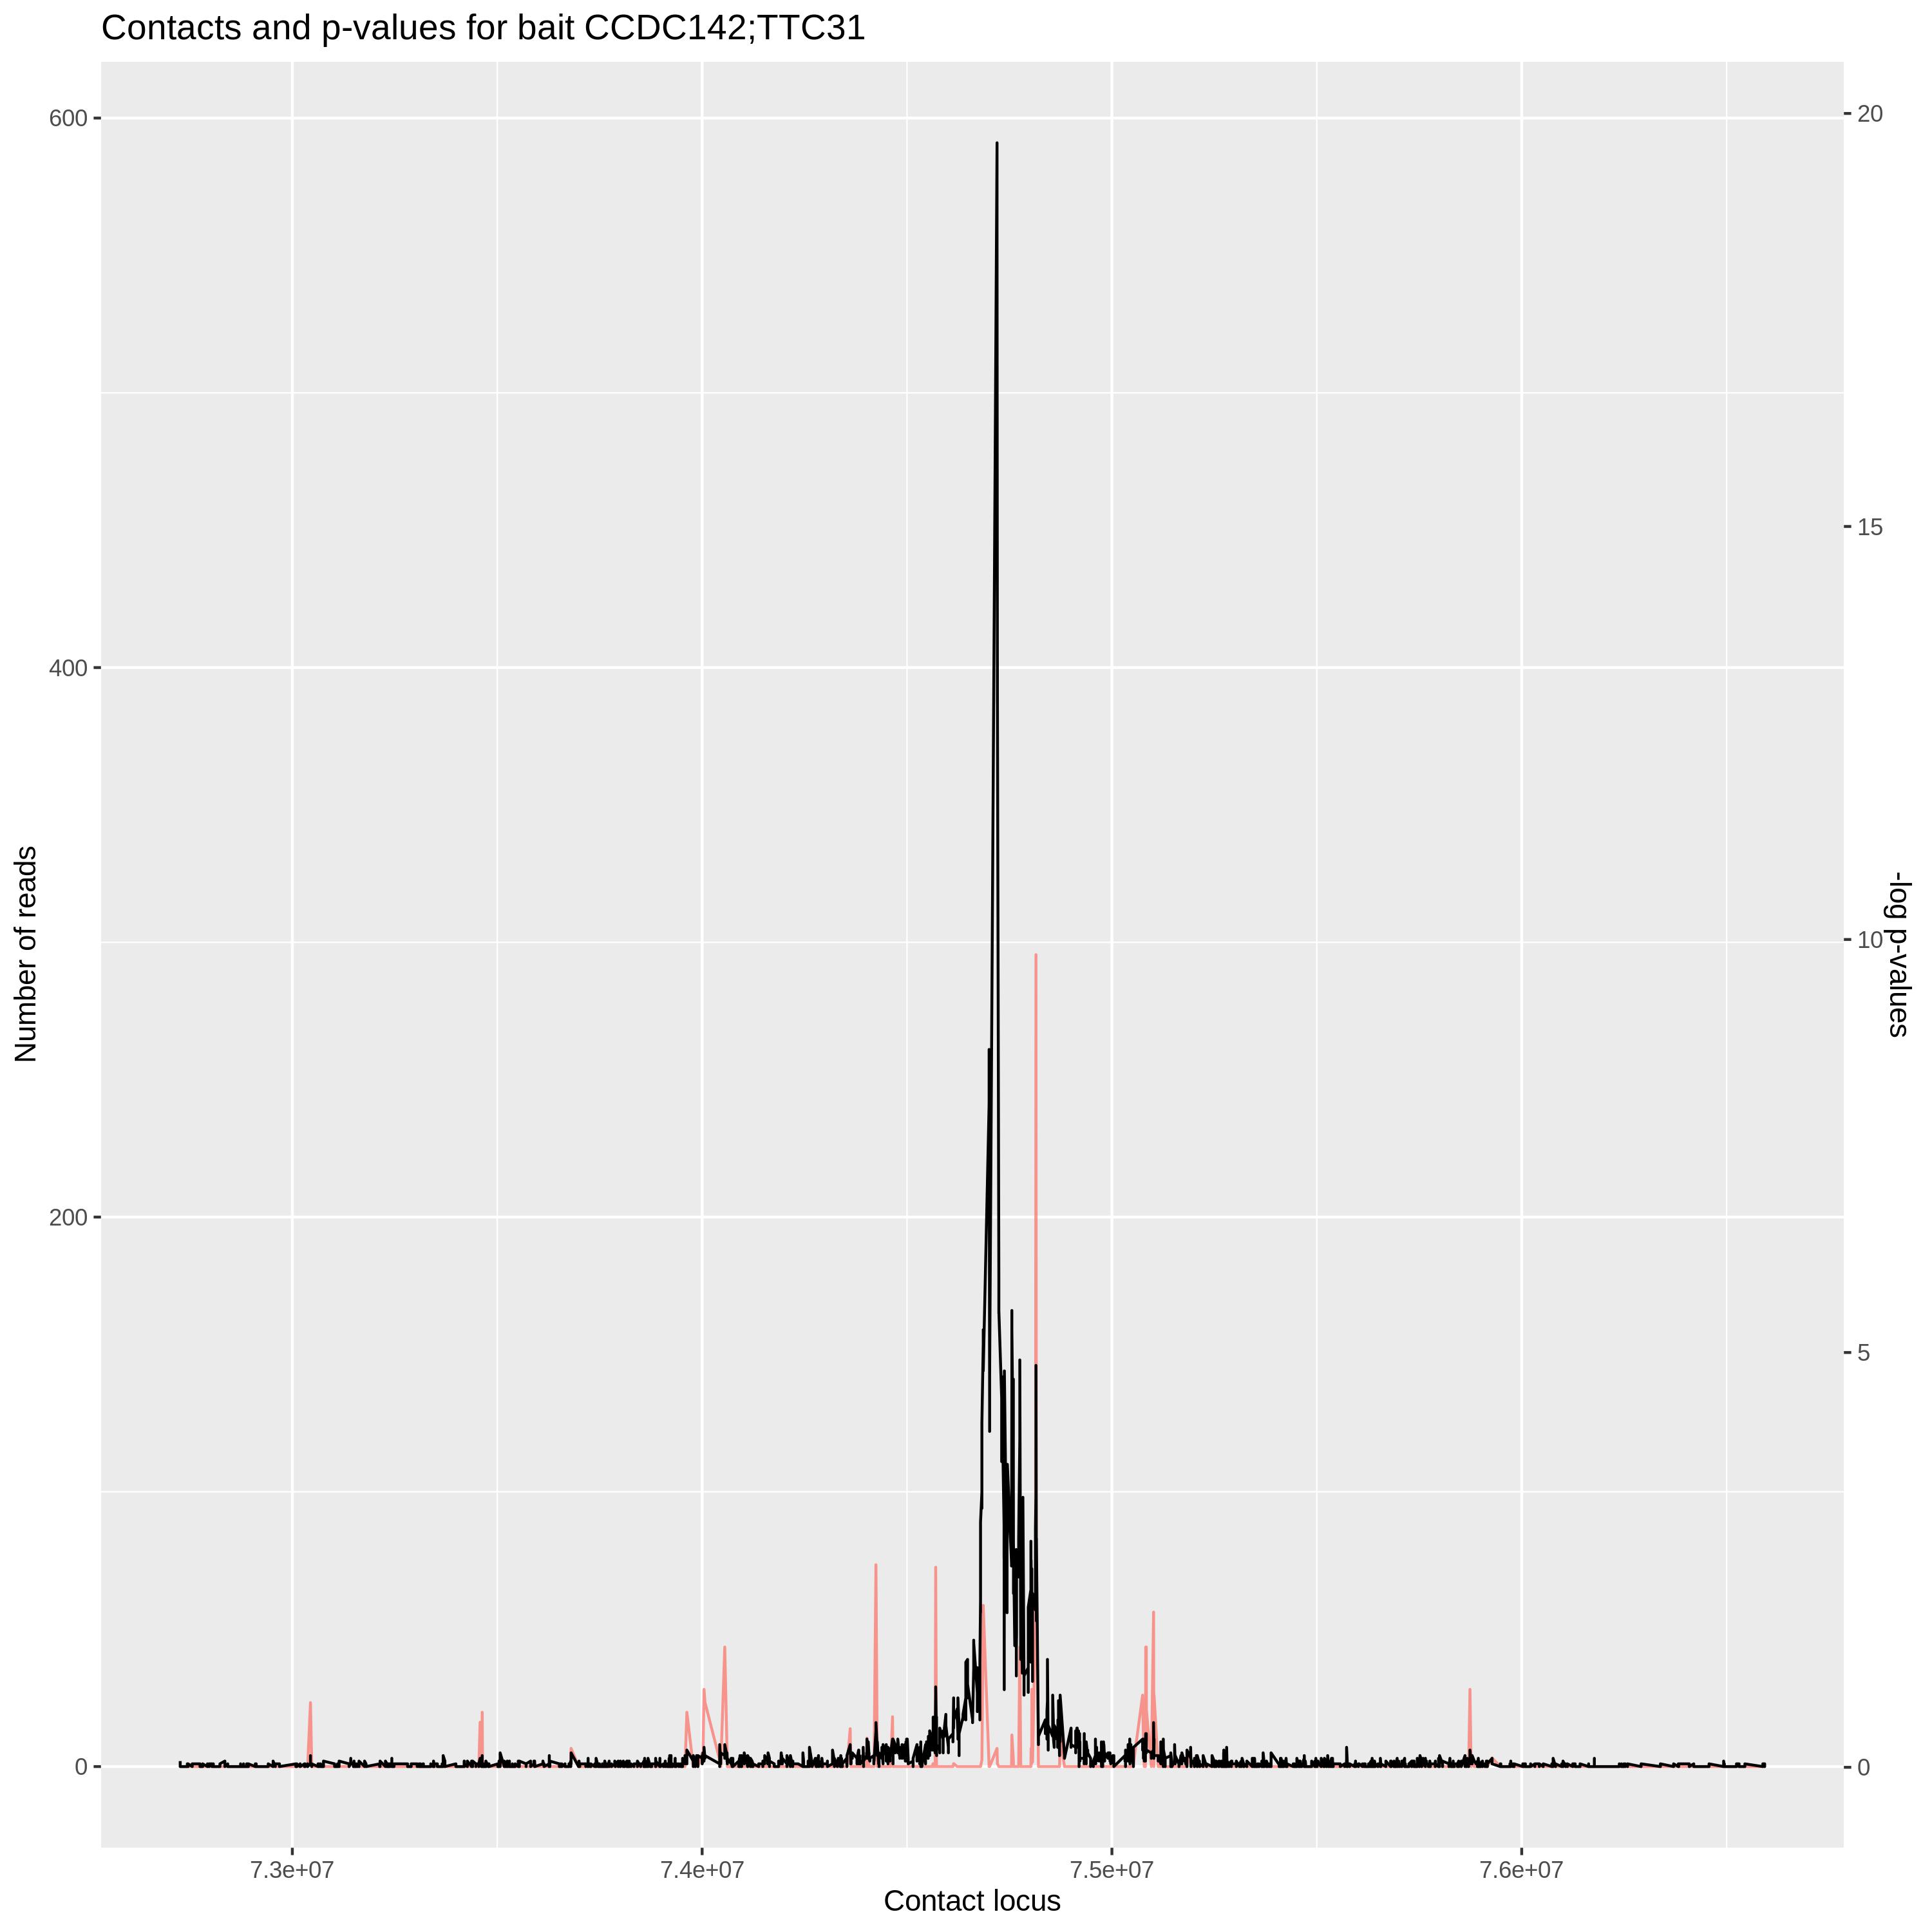 Contacts and p-values for bait CCDC142;TTC31
600
400
200
0
Number of reads
20
15
10
5
0
-log p-values
7.3e+07
7.4e+07
7.5e+07
7.6e+07
Contact locus